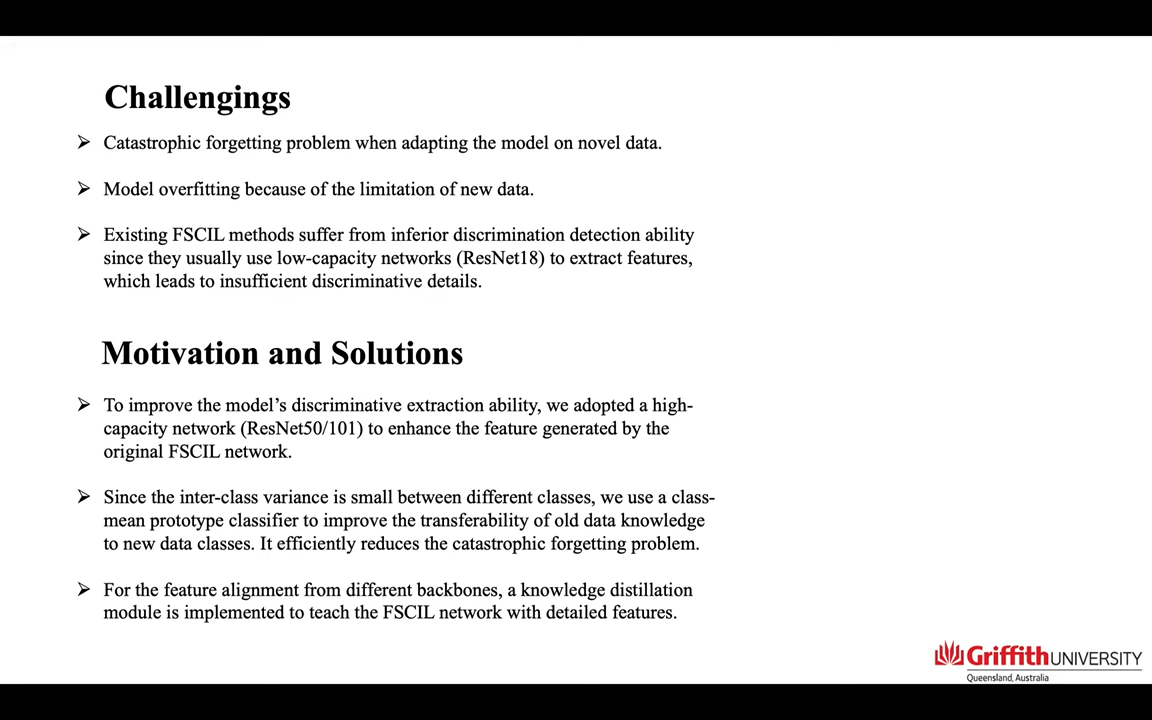 Challengings
➢ Catastrophic forgetting problem when adapting the model on novel data.
➢ Model overfitting because of the limitation of new data.
➢ Existing FSCIL methods suffer from inferior discrimination detection ability
since they usually use low-capacity networks (ResNet18) to extract features,
which leads to insufficient discriminative details.
Motivation and Solutions
➢ To improve the model’s discriminative extraction ability, we adopted a high-
capacity network (ResNet50/101) to enhance the feature generated by the
original FSCIL network.
➢ Since the inter-class variance is small between different classes, we use a class-
mean prototype classifier to improve the transferability of old data knowledge
to new data classes. It efficiently reduces the catastrophic forgetting problem.
➢ For the feature alignment from different backbones, a knowledge distillation
module is implemented to teach the FSCIL network with detailed features.
Griffith UNIVERSITY
Queensland, Australia